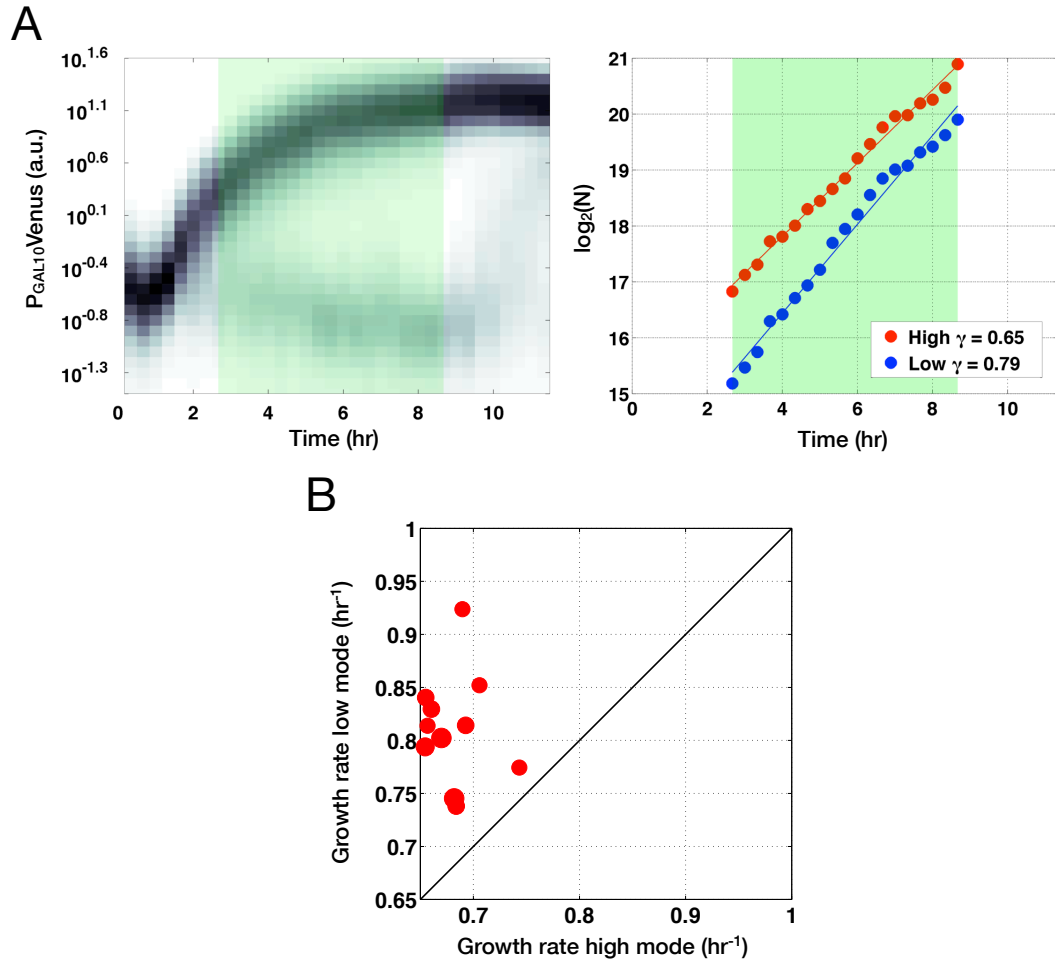 A
P_GAL10Venus (a.u.)
10.^1.6
10^1.1
10^0.6
10^0.1
10^-0.4
10^-0.8
10^-1.3
0 2 4 6 8 10
Time (hr)
log₂(N)
21
20
19
18
17
16
15
High γ = 0.65
Low γ = 0.79
0 2 4 6 8 10
Time (hr)
B
Growth rate low mode (hr⁻¹)
1
0.95
0.9
0.85
0.8
0.75
0.7
0.65
0.7 0.8 0.9 1
Growth rate high mode (hr⁻¹)